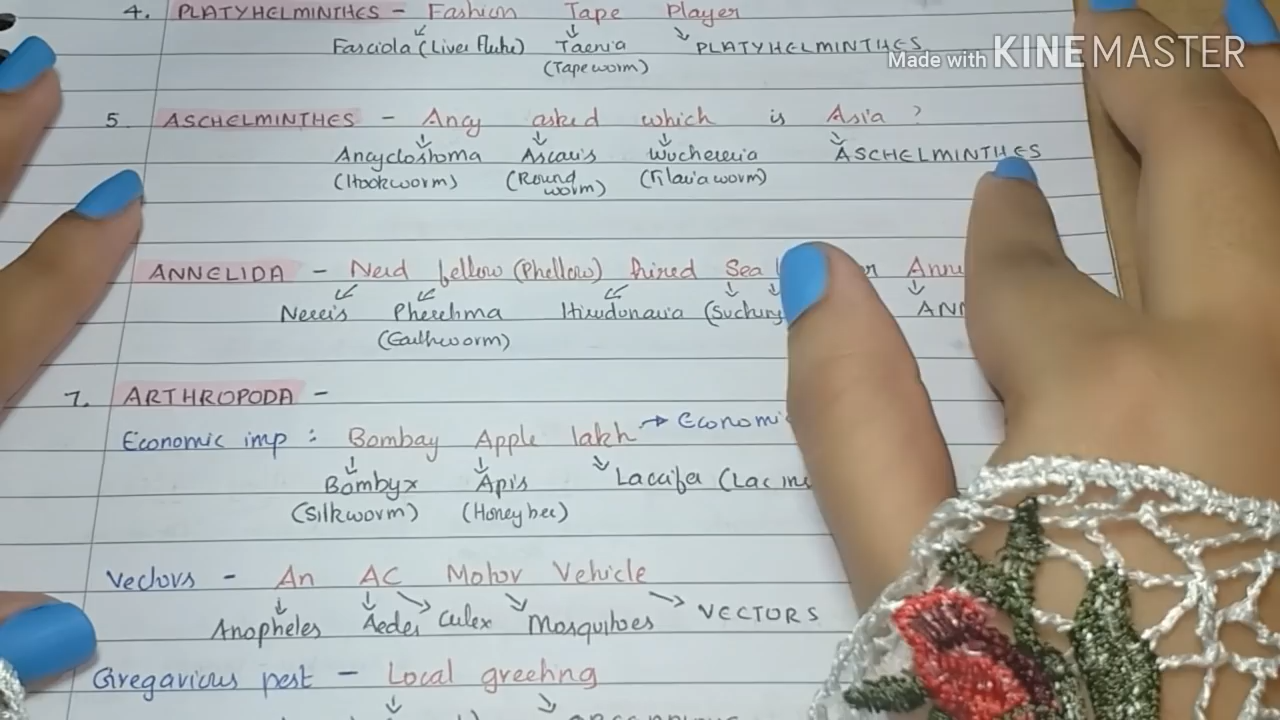 4. PLATYHELMINTHES - Fashion Tape Player
Fasciola (Liver fluke) Taenia PLATYHELMINTHES
(Tapeworm)
Made with KINEMASTER
5 ASCHELMINTHES - Ancy asked which is Asia ?
Ancyclostoma Ascaris Wuchereria ASCHELMINTHES
(Hookworm) (Round worm) (Filaria worm)
ANNELIDA - Need fellow (Phellow) hired Sea
Nereis Pheretima Hirudinaria
(Earthworm)
7. ARTHROPODA -
Economic imp : Bombay Apple lakh → Economi
Bombyx Apis Laccifer (Lac
(Silkworm) (Honey bee)
Vectors - An AC Motor Vehicle
Anopheles Aedes Culex Mosquitoes VECTORS
Gregarious pest - Local greeting